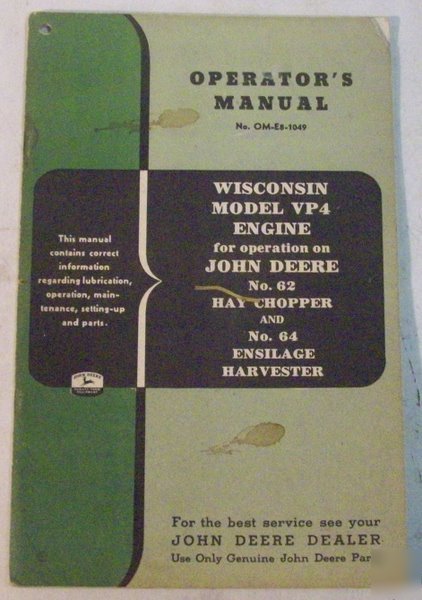 OPERATOR'S
MANUAL
No. OM-E8-1049
WISCONSIN
MODEL VP4
ENGINE
for operation on
JOHN DEERE
No. 62
HAY CHOPPER
AND
No. 64
ENSILAGE
HARVESTER
This manual
contains correct
information
regarding lubrication,
operation, main-
tenance, setting-up
and parts.
JOHN DEERE
For the best service see your
JOHN DEERE DEALER
Use Only Genuine John Deere Par